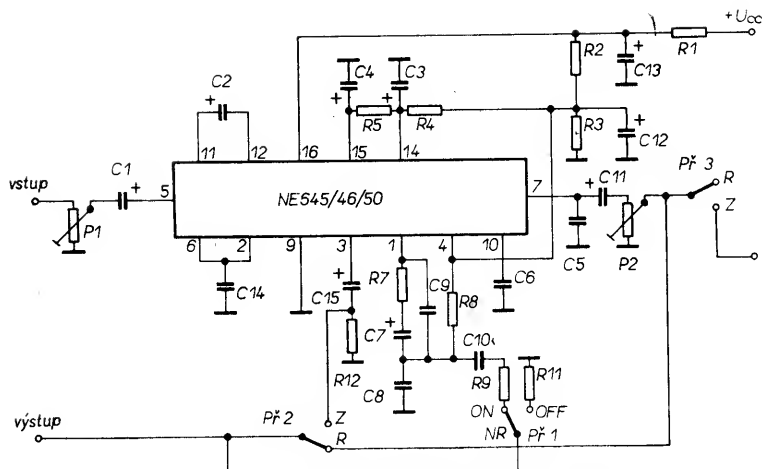 +U∞
R1
R2
C13
C4
C3
C2
R5
R4
R3
C12
11
12
16
15
14
Př 3
C1
C11
R
vstup
5
NE545/46/50
7
Z
P1
6
2
9
3
1
4
10
C5
P2
C14
C15
R7
C9
R8
C6
C7
C10
R12
C8
R9
R11
výstup
Př 2
Z
ON
OFF
R
NR
Př 1